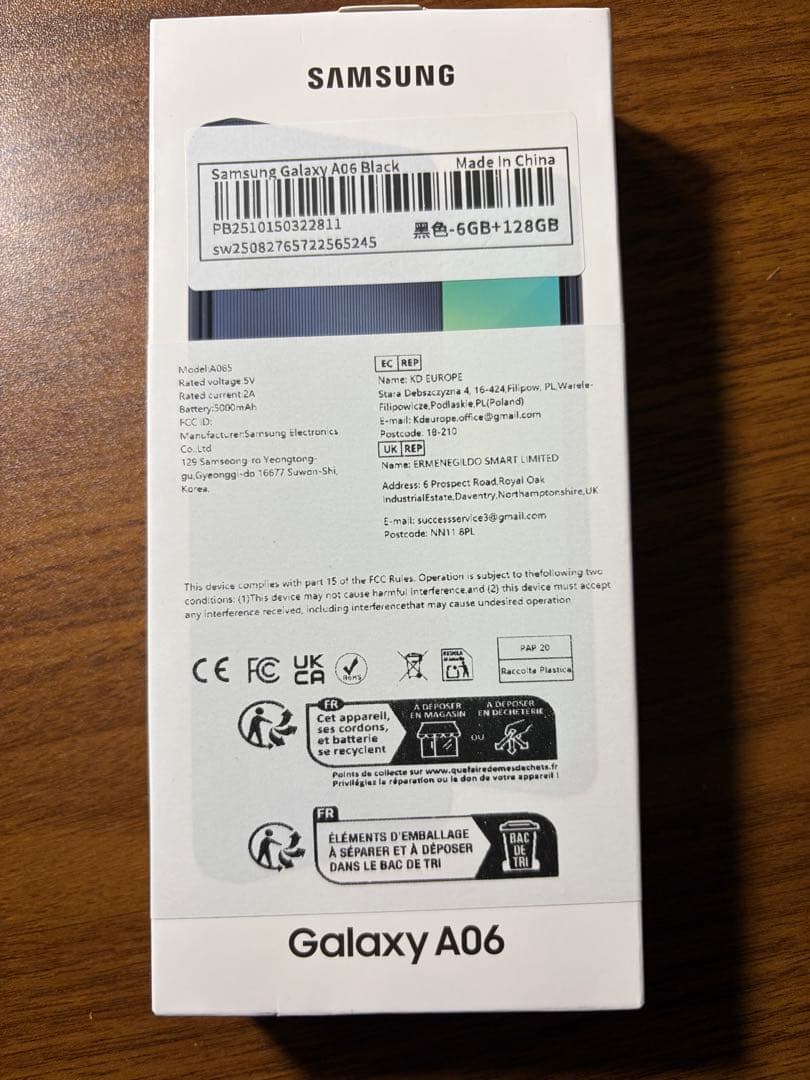 SAMSUNG
Samsung Galaxy A06 Black Made In China
PB2510150322811
sw25082765722565245 黑色-6GB+128GB
Model:A065
Rated voltage 5V
Rated current 2A
Battery:5000mAh
FCC ID:
Manufacturer:Samsung Electronics
Co.,Ltd
129 Samseong-ro Yeongtong-
gu,Gyeonggi-do 16677 Suwon-Shi,
Korea.
EC REP
Name: KD EUROPE
Stara Debszczyzna 4, 16-424,Filipow, PL,Warele-
Filipowicze,Podlaskie,PL(Poland)
E-mail: Kdeurope.office@gmail.com
Postcode: 18-210
UK REP
Name: ERMENEGILDO SMART LIMITED
Address: 6 Prospect Road,Royal Oak
IndustrialEstate,Daventry,Northamptonshire,UK
E-mail: successservice3@gmail.com
Postcode: NN11 8PL
This device complies with part 15 of the FCC Rules. Operation is subject to thefollowing two
conditions: (1)This device may not cause harmful Interference,and (2) this device must accept
any interference received, including interferencethat may cause undesired operation
CE FC UK
CA
RoHS
PAP 20
Raccolta Plastica
FR
Cet appareil,
ses cordons,
et batterie
se recyclent
À DÉPOSER
EN MAGASIN
OU
À DÉPOSER
EN DÉCHÈTERIE
Points de collecte sur www.quefairedemesdechets.fr
Privilégiez la réparation ou le don de votre appareil !
FR
ÉLÉMENTS D'EMBALLAGE
À SÉPARER ET À DÉPOSER
DANS LE BAC DE TRI
BAC
DE
TRI
Galaxy A06